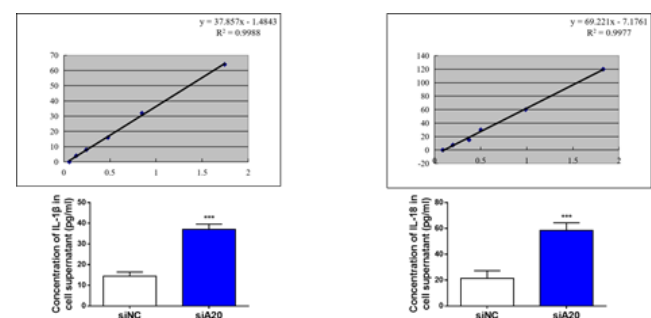 y = 37.857x - 1.4843
R² = 0.9988
70
60
50
40
30
20
10
0
0 0.5 1 1.5 2
y = 69.221x - 7.1761
R² = 0.9977
140
120
100
80
60
40
20
0
-20
0 0.5 1 1.5 2
Concentration of IL-1β in
cell supernatant (pg/ml)
50
40
30
20
10
0
***
siNC siA20
Concentration of IL-18 in
cell supernatant (pg/ml)
80
60
40
20
0
***
siNC siA20